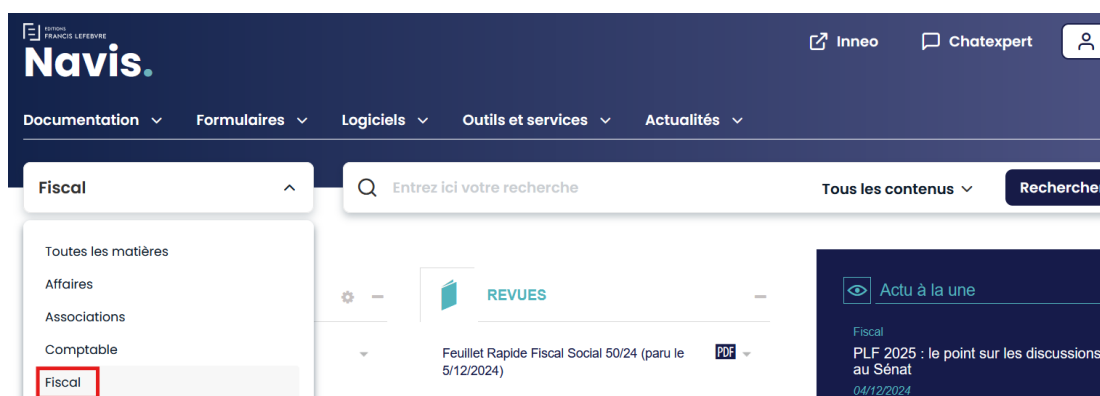 EDITIONS
FRANCIS LEFEBVRE
Navis.
Inneo
Chatexpert
Documentation
Formulaires
Logiciels
Outils et services
Actualités
Fiscal
Entrez ici votre recherche
Tous les contenus
Rechercher
Toutes les matières
Affaires
Associations
Comptable
Fiscal
REVUES
Feuillet Rapide Fiscal Social 50/24 (paru le
5/12/2024)
PDF
Actu à la une
Fiscal
PLF 2025 : le point sur les discussions
au Sénat
04/12/2024